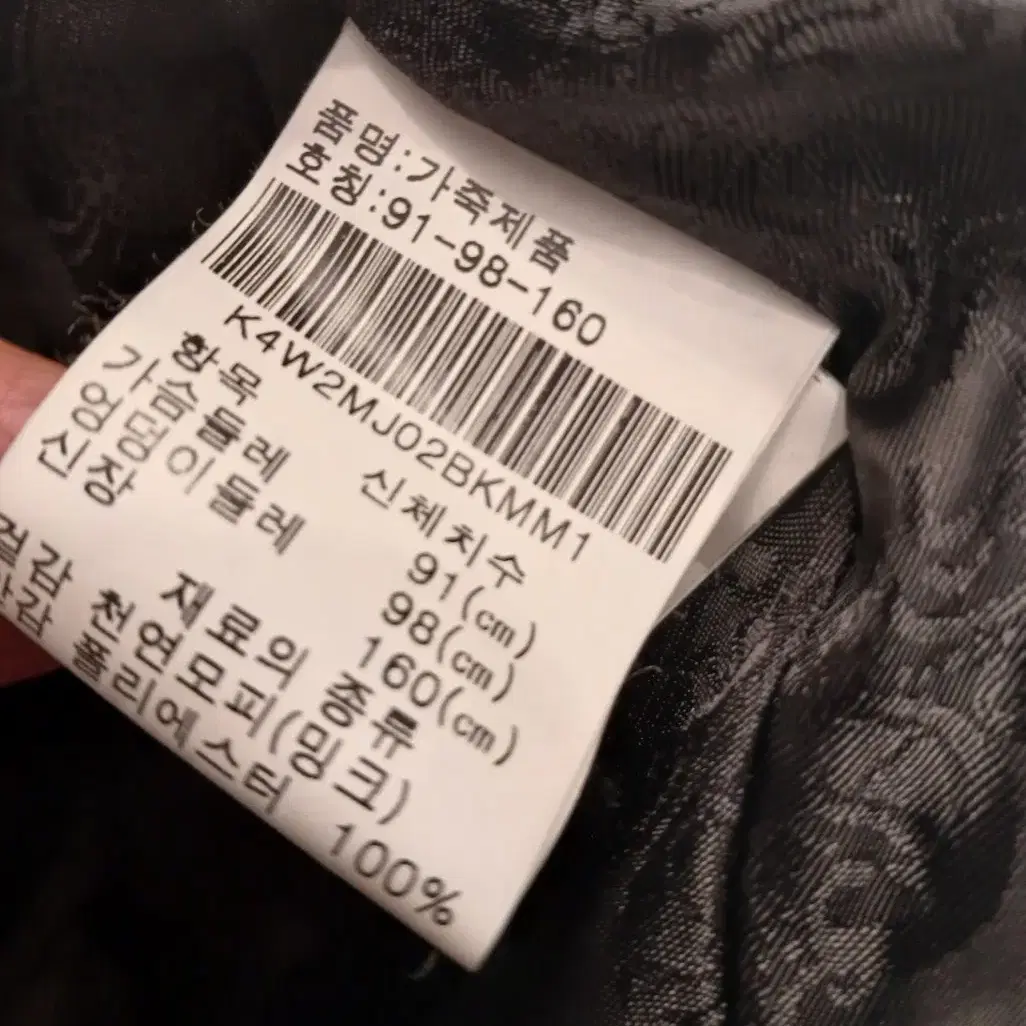 품명:가죽제품
호칭:91-98-160
K4W2MJ02BKMM1
항목 신체치수
가슴둘레 91(cm)
엉덩이둘레 98(cm)
신장 160(cm)
재료의 종류
겉감 천연모피(밍크)
안감 폴리에스터 100%